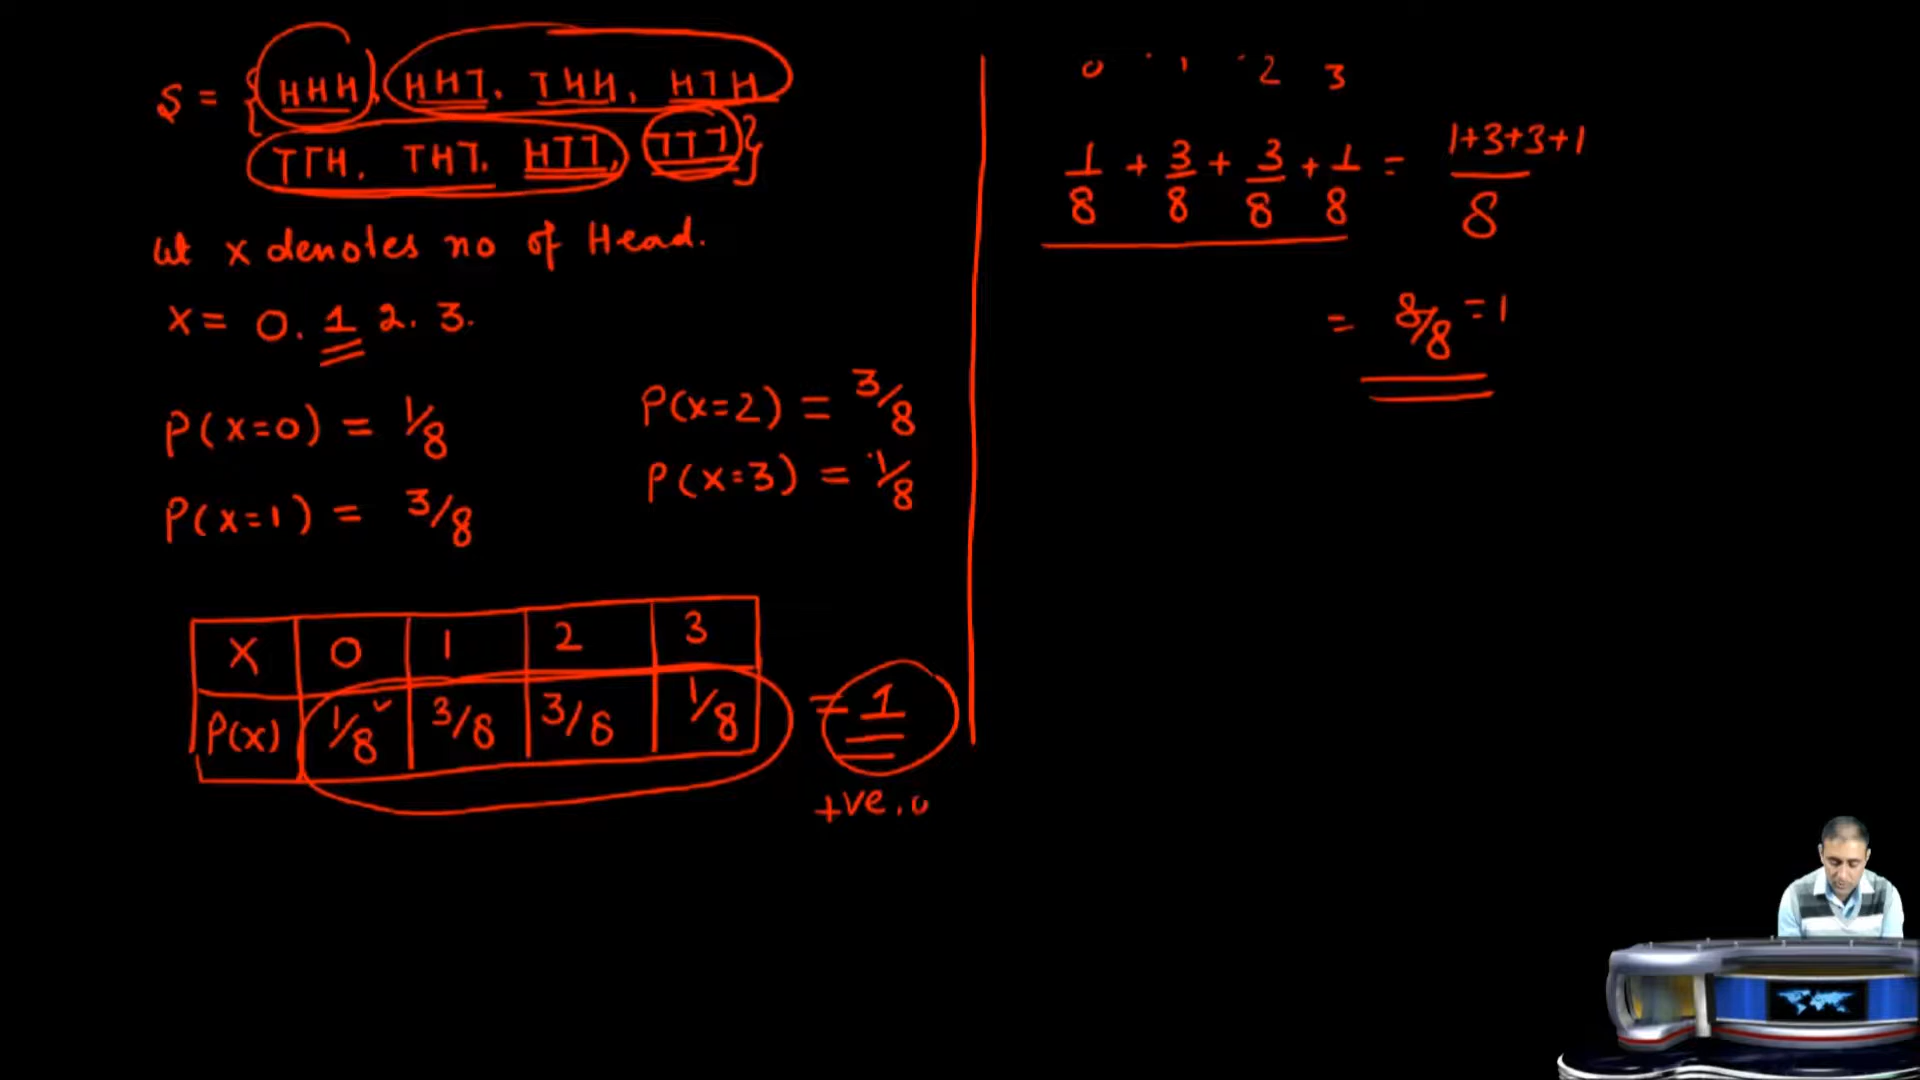 S = { HHH, HHT, THH, HTH
TTH, THT, HTT, TTT }
let x denotes no of Head.
x = 0. 1 2. 3.
P(x=0) = 1/8
P(x=1) = 3/8
P(x=2) = 3/8
P(x=3) = 1/8
X 0 1 2 3
P(x) 1/8 3/8 3/8 1/8 = 1
+ve, 0
0 1 2 3
1/8 + 3/8 + 3/8 + 1/8 = 1+3+3+1/8
= 8/8 = 1